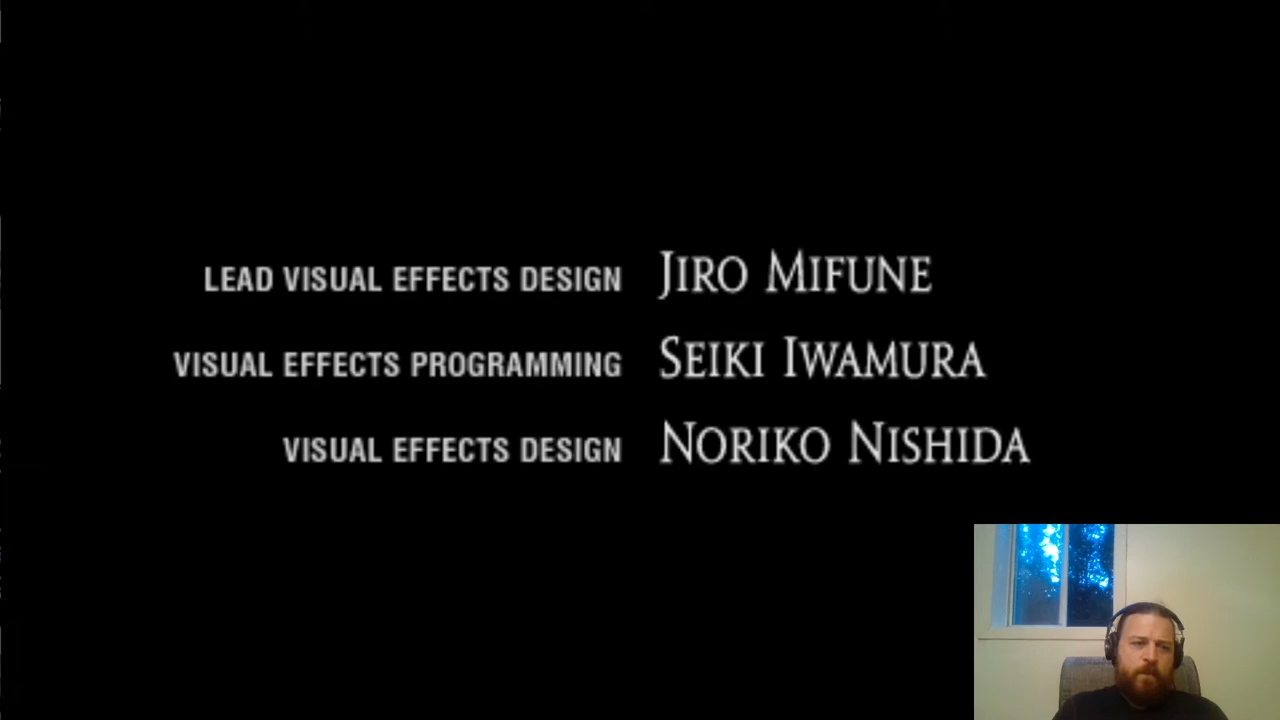 LEAD VISUAL EFFECTS DESIGN JIRO MIFUNE
VISUAL EFFECTS PROGRAMMING SEIKI IWAMURA
VISUAL EFFECTS DESIGN NORIKO NISHIDA